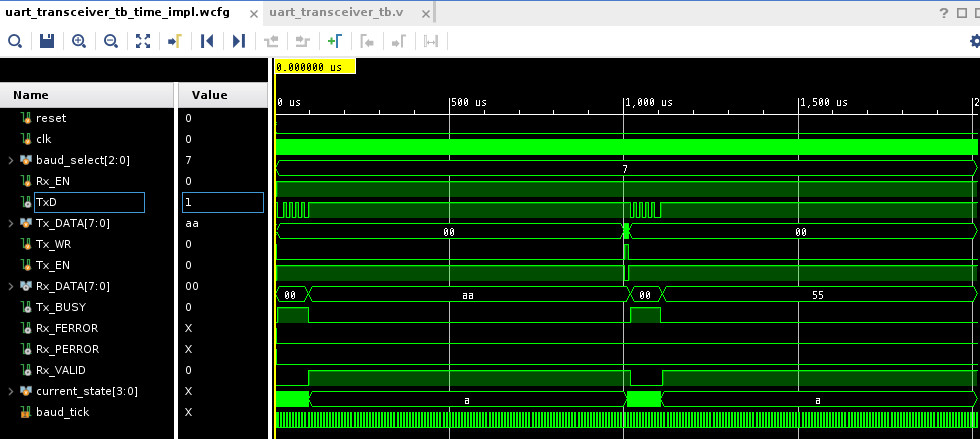 uart_transceiver_tb_time_impl.wcfg × uart_transceiver_tb.v ×
?
0.000000 us
Name Value
0 us 500 us 1,000 us 1,500 us 2
reset 0
clk 0
baud_select[2:0] 7 7
Rx_EN 0
TxD 1
Tx_DATA[7:0] aa 00 00
Tx_WR 0
Tx_EN 0
Rx_DATA[7:0] 00 00 aa 00 55
Tx_BUSY 0
Rx_FERROR X
Rx_PERROR X
Rx_VALID 0
current_state[3:0] X a a
baud_tick X